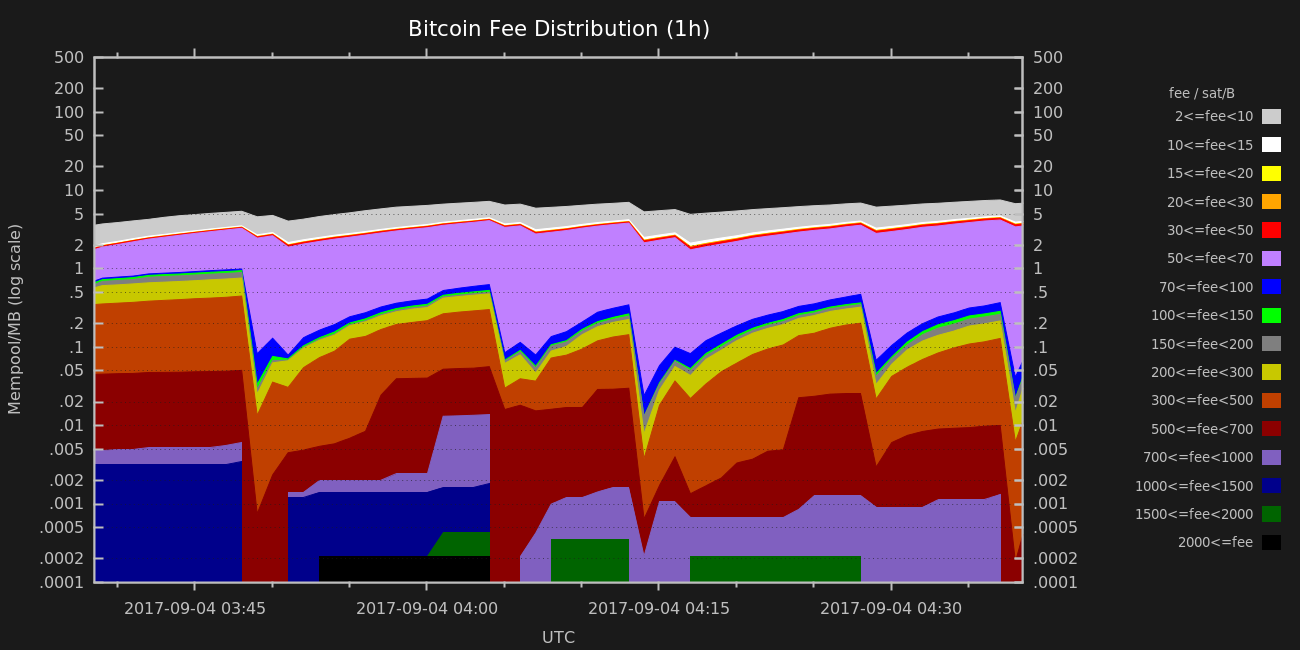 Bitcoin Fee Distribution (1h)
Mempool/MB (log scale)
500
200
100
50
20
10
5
2
1
.5
.2
.1
.05
.02
.01
.005
.002
.001
.0005
.0002
.0001
500
200
100
50
20
10
5
2
1
.5
.2
.1
.05
.02
.01
.005
.002
.001
.0005
.0002
.0001
2017-09-04 03:45
2017-09-04 04:00
2017-09-04 04:15
2017-09-04 04:30
UTC
fee / sat/B
2<=fee<10
10<=fee<15
15<=fee<20
20<=fee<30
30<=fee<50
50<=fee<70
70<=fee<100
100<=fee<150
150<=fee<200
200<=fee<300
300<=fee<500
500<=fee<700
700<=fee<1000
1000<=fee<1500
1500<=fee<2000
2000<=fee